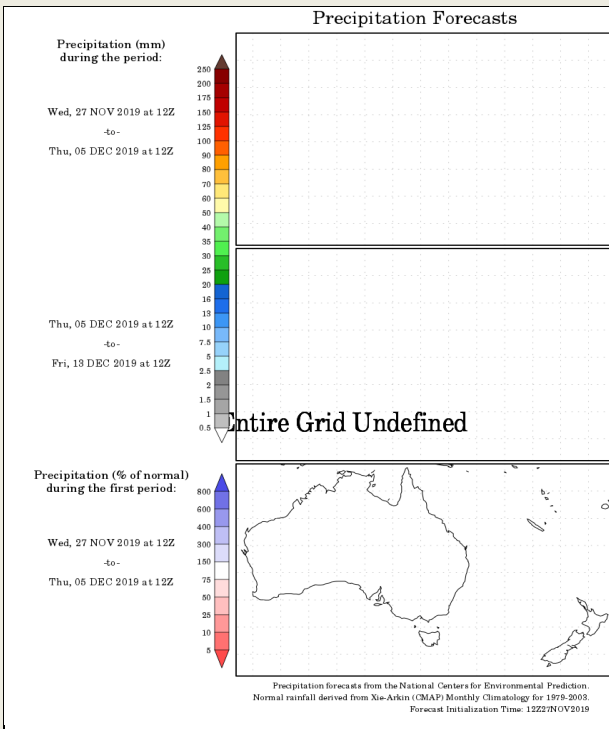 Precipitation Forecasts
Precipitation (mm)
during the period:
Wed, 27 NOV 2019 at 12Z
-to-
Thu, 05 DEC 2019 at 12Z
250
200
175
150
125
100
90
80
70
60
50
40
35
30
25
20
16
13
10
7.5
5
2.5
2
1.5
1
0.5
Thu, 05 DEC 2019 at 12Z
-to-
Fri, 13 DEC 2019 at 12Z
Entire Grid Undefined
Precipitation (% of normal)
during the first period:
Wed, 27 NOV 2019 at 12Z
-to-
Thu, 05 DEC 2019 at 12Z
800
600
400
300
150
75
50
25
10
5
Precipitation forecasts from the National Centers for Environmental Prediction.
Normal rainfall derived from Xie-Arkin (CMAP) Monthly Climatology for 1979-2003.
Forecast Initialization Time: 12Z27NOV2019